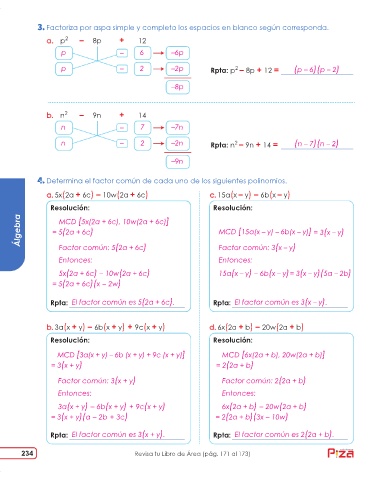 3. Factoriza por aspa simple y completa los espacios en blanco según corresponda.
a. p² − 8p + 12
p − 6 → −6p
p − 2 → −2p
−8p
Rpta: p² − 8p + 12 = (p − 6)(p − 2)
b. n² − 9n + 14
n − 7 → −7n
n − 2 → −2n
−9n
Rpta: n² − 9n + 14 = (n − 7)(n − 2)
4. Determina el factor común de cada uno de los siguientes polinomios.
a. 5x(2a + 6c) − 10w(2a + 6c)
Resolución:
MCD [5x(2a + 6c), 10w(2a + 6c)]
= 5(2a + 6c)
Factor común: 5(2a + 6c)
Entonces:
5x(2a + 6c) − 10w(2a + 6c)
= 5(2a + 6c)(x − 2w)
Rpta: El factor común es 5(2a + 6c).
b. 3a(x + y) − 6b(x + y) + 9c(x + y)
Resolución:
MCD [3a(x + y) - 6b (x + y) + 9c (x + y)]
= 3(x + y)
Factor común: 3(x + y)
Entonces:
3a(x + y) − 6b(x + y) + 9c(x + y)
= 3(x + y)(a − 2b + 3c)
Rpta: El factor común es 3(x + y).
c. 15a(x − y) − 6b(x − y)
Resolución:
MCD [15a(x − y) − 6b(x − y)] = 3(x − y)
Factor común: 3(x − y)
Entonces:
15a(x − y) − 6b(x − y) = 3(x − y)(5a − 2b)
Rpta: El factor común es 3(x − y).
d. 6x(2a + b) − 20w(2a + b)
Resolución:
MCD [6x(2a + b), 20w(2a + b)]
= 2(2a + b)
Factor común: 2(2a + b)
Entonces:
6x(2a + b) − 20w(2a + b)
= 2(2a + b)(3x − 10w)
Rpta: El factor común es 2(2a + b).
Álgebra
234
Revisa tu Libro de Área (pág. 171 al 173)
Piza